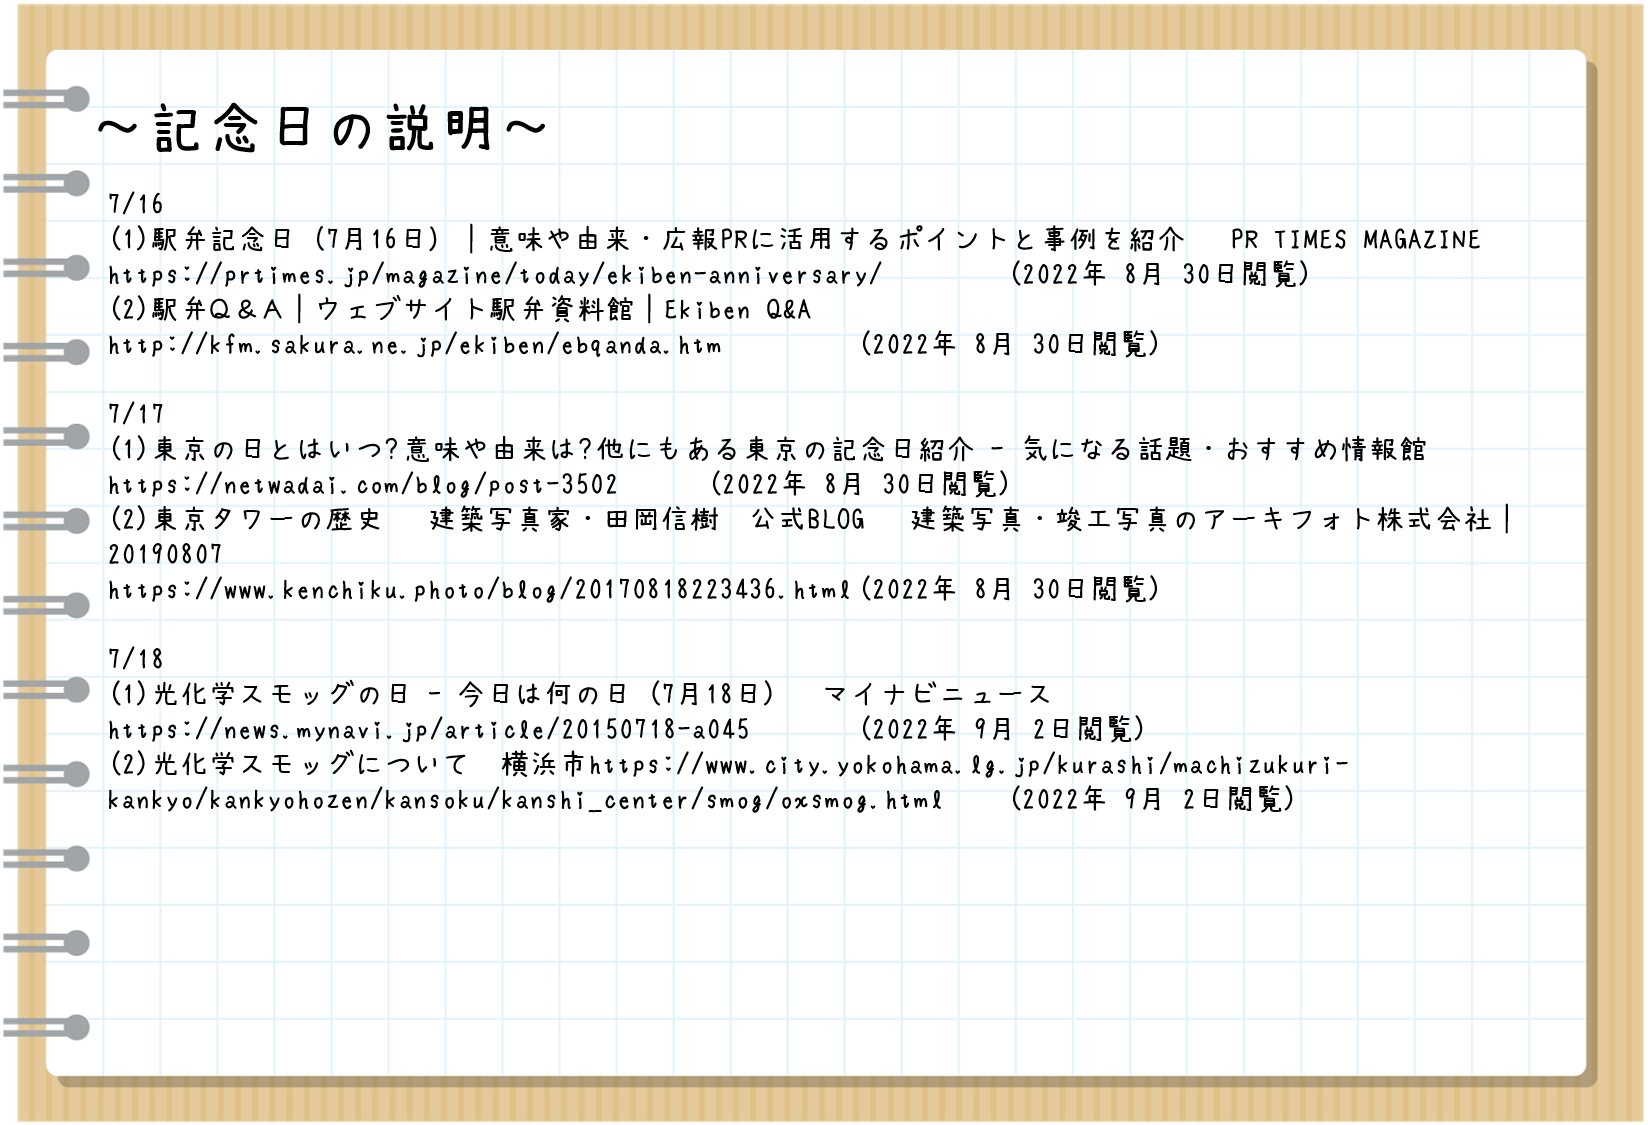 ～記念日の説明～
7/16
(1)駅弁記念日 (7月16日) |意味や由来・広報PRに活用するポイントと事例を紹介　 PR TIMES MAGAZINE
https://prtimes.jp/magazine/today/ekiben-anniversary/　　　　(2022年 8月 30日閲覧)
(2)駅弁Ｑ＆Ａ|ウェブサイト駅弁資料館|Ekiben Q&A
http://kfm.sakura.ne.jp/ekiben/ebqanda.htm　　　　(2022年 8月 30日閲覧)
7/17
(1)東京の日とはいつ?意味や由来は?他にもある東京の記念日紹介 - 気になる話題・おすすめ情報館
https://netwadai.com/blog/post-3502　　　(2022年 8月 30日閲覧)
(2)東京タワーの歴史　 建築写真家・田岡信樹　公式BLOG　 建築写真・竣工写真のアーキフォト株式会社|
20190807
https://www.kenchiku.photo/blog/20170818223436.html(2022年 8月 30日閲覧)
7/18
(1)光化学スモッグの日 - 今日は何の日 (7月18日)　 マイナビニュース
https://news.mynavi.jp/article/20150718-a045　　　(2022年 9月 2日閲覧)
(2)光化学スモッグについて　横浜市https://www.city.yokohama.lg.jp/kurashi/machizukuri-
kankyo/kankyohozen/kansoku/kanshi_center/smog/oxsmog.html　　(2022年 9月 2日閲覧)